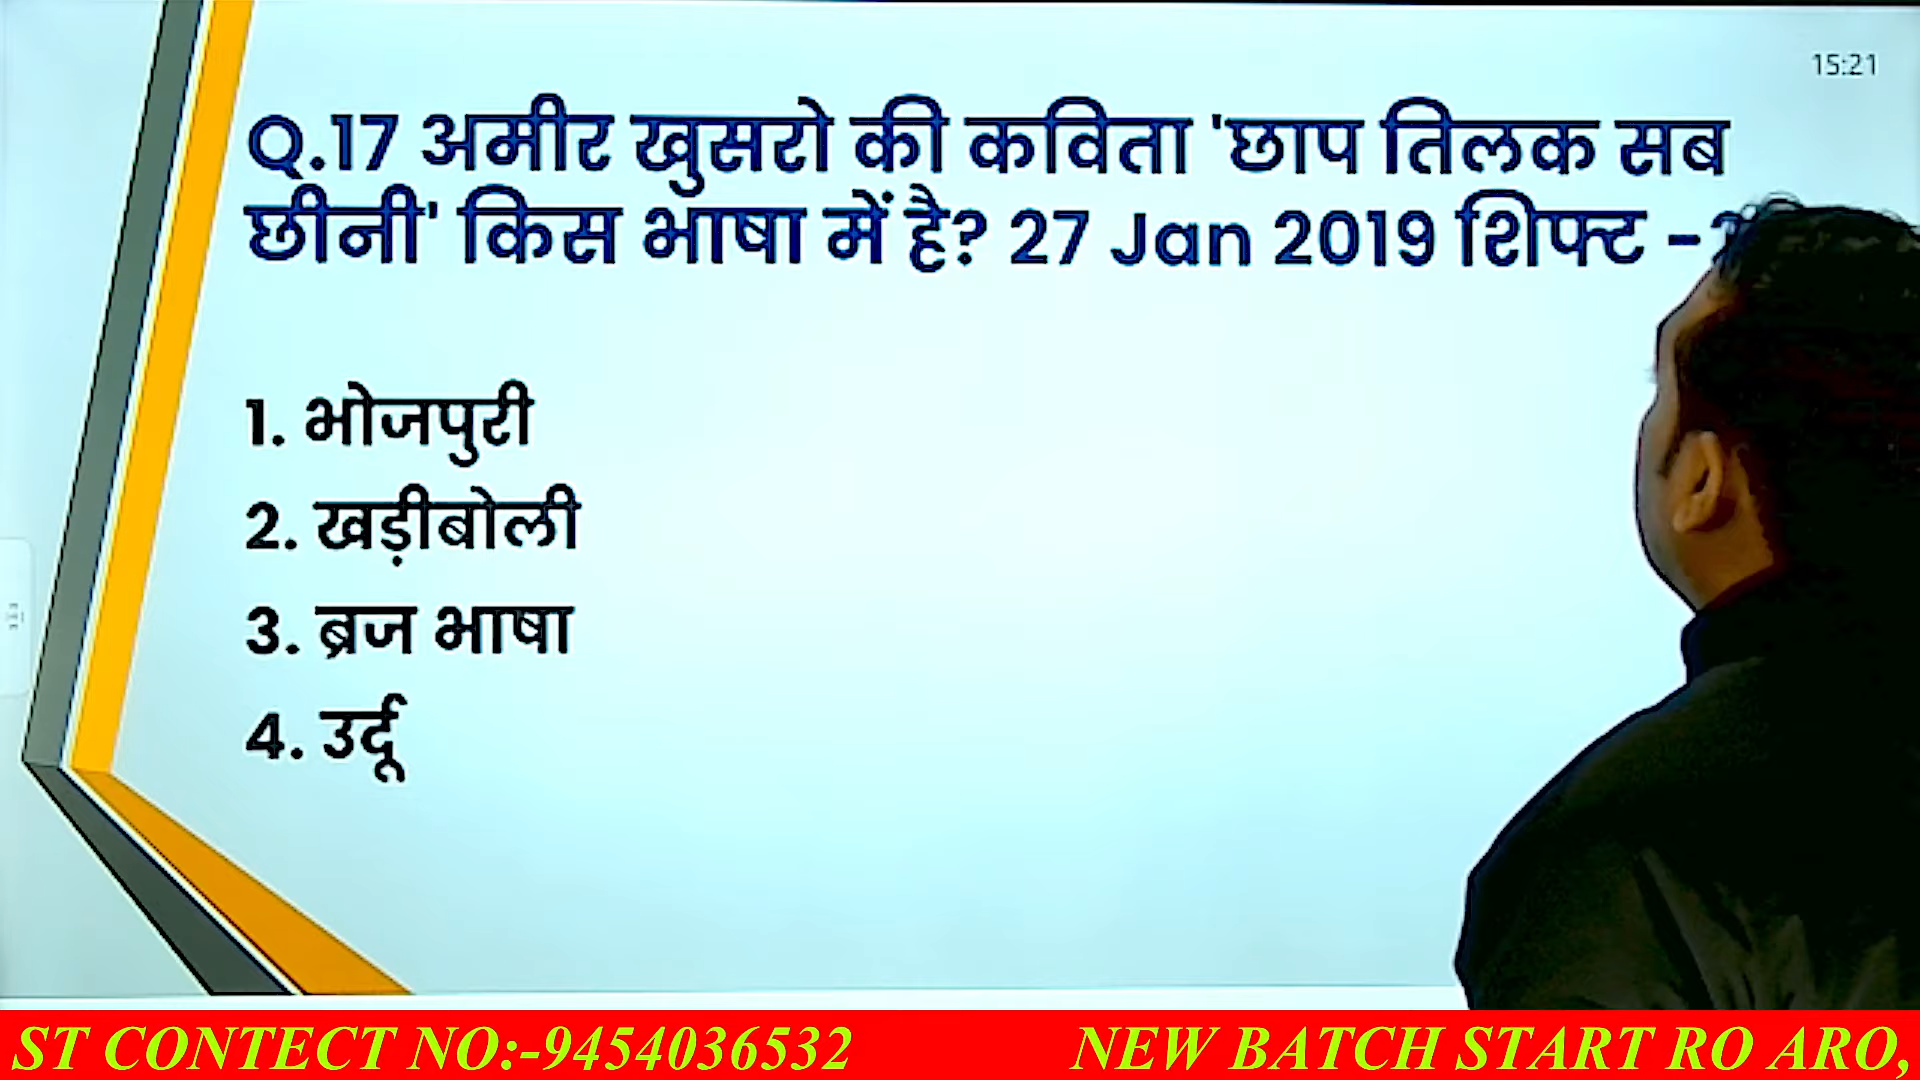 15:21
Q.17 अमीर खुसरो की कविता 'छाप तिलक सब
छीनी' किस भाषा में है? 27 Jan 2019 शिफ्ट -
1. भोजपुरी
2. खड़ीबोली
3. ब्रज भाषा
4. उर्दू
ST CONTECT NO:-9454036532 NEW BATCH START RO ARO,